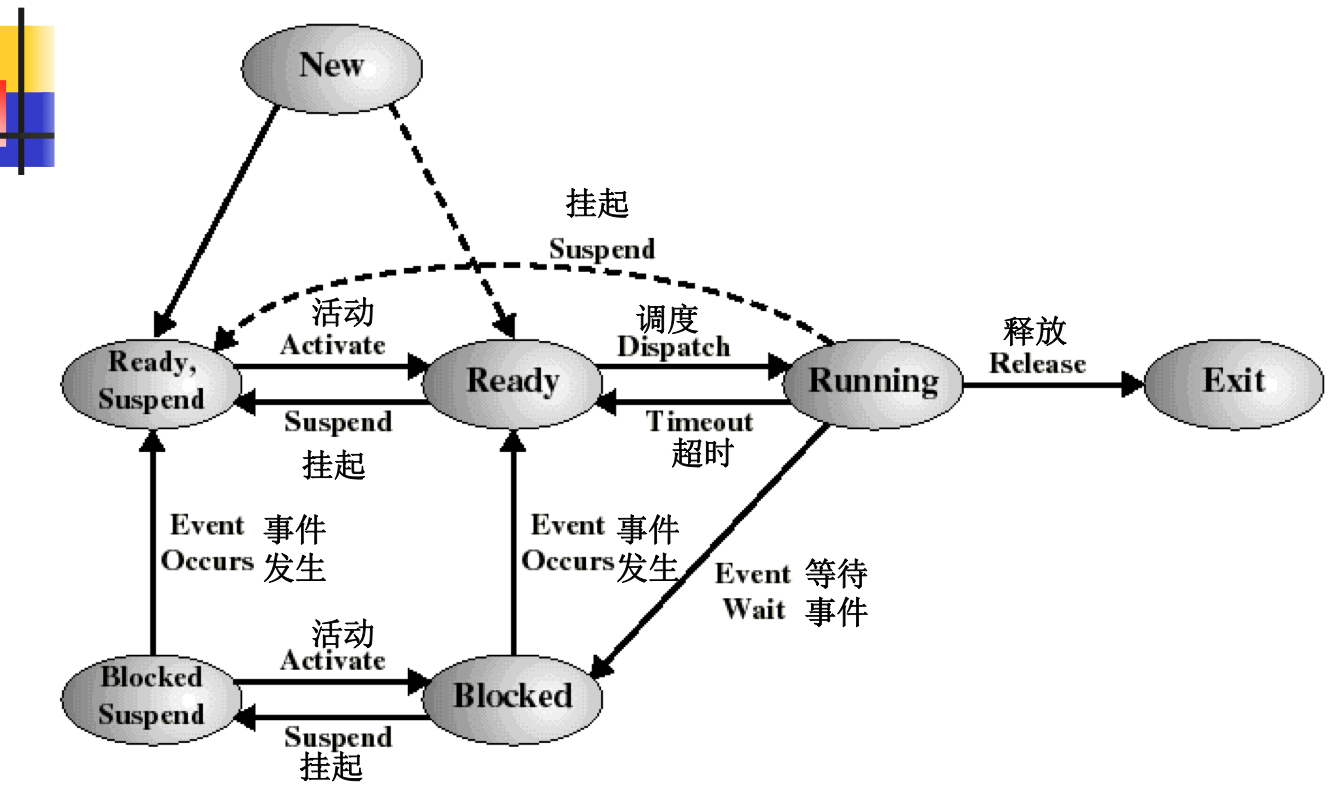 New
挂起
Suspend
活动
Activate
调度
Dispatch
释放
Release
Ready,
Suspend
Ready
Running
Exit
Suspend
挂起
Timeout
超时
Event 事件
Occurs 发生
Event 事件
Occurs 发生
Event 等待
Wait 事件
活动
Activate
Blocked
Suspend
Blocked
Suspend
挂起